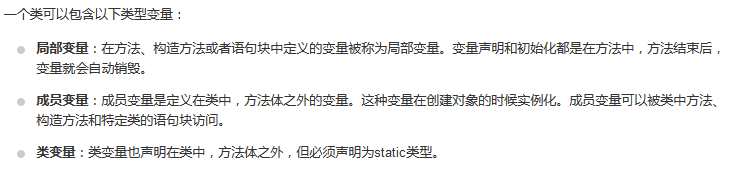 一个类可以包含以下类型变量：
局部变量：在方法、构造方法或者语句块中定义的变量被称为局部变量。变量声明和初始化都是在方法中，方法结束后，
变量就会自动销毁。
成员变量：成员变量是定义在类中，方法体之外的变量。这种变量在创建对象的时候实例化。成员变量可以被类中方法、
构造方法和特定类的语句块访问。
类变量：类变量也声明在类中，方法体之外，但必须声明为static类型。